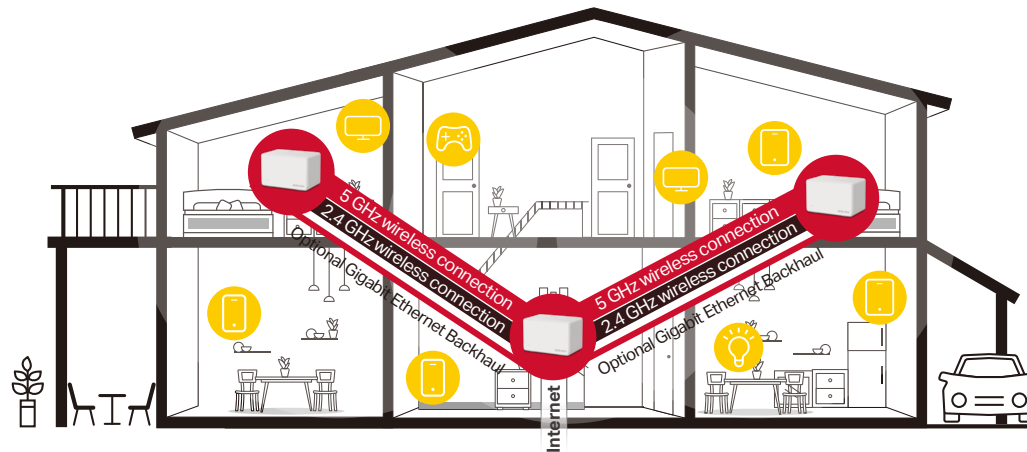 5 GHz wireless connection
2.4 GHz wireless connection
Optional Gigabit Ethernet Backhaul
5 GHz wireless connection
2.4 GHz wireless connection
Optional Gigabit Ethernet Backhaul
Internet